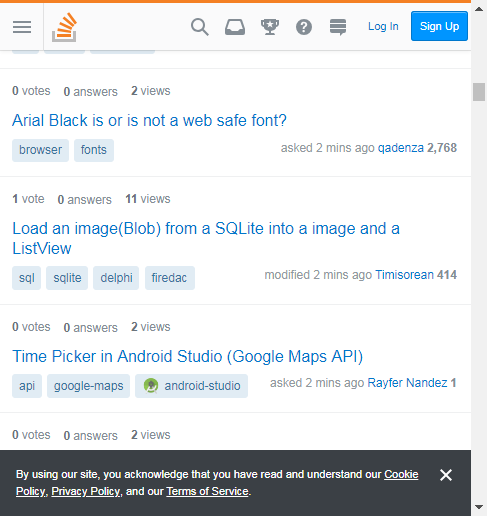 Log In Sign Up
0 votes 0 answers 2 views
Arial Black is or is not a web safe font?
browser fonts asked 2 mins ago qadenza 2,768
1 vote 0 answers 11 views
Load an image(Blob) from a SQLite into a image and a
ListView
sql sqlite delphi firedac modified 2 mins ago Timisorean 414
0 votes 0 answers 2 views
Time Picker in Android Studio (Google Maps API)
api google-maps android-studio asked 2 mins ago Rayfer Nandez 1
0 votes 0 answers 2 views
By using our site, you acknowledge that you have read and understand our Cookie
Policy, Privacy Policy, and our Terms of Service.